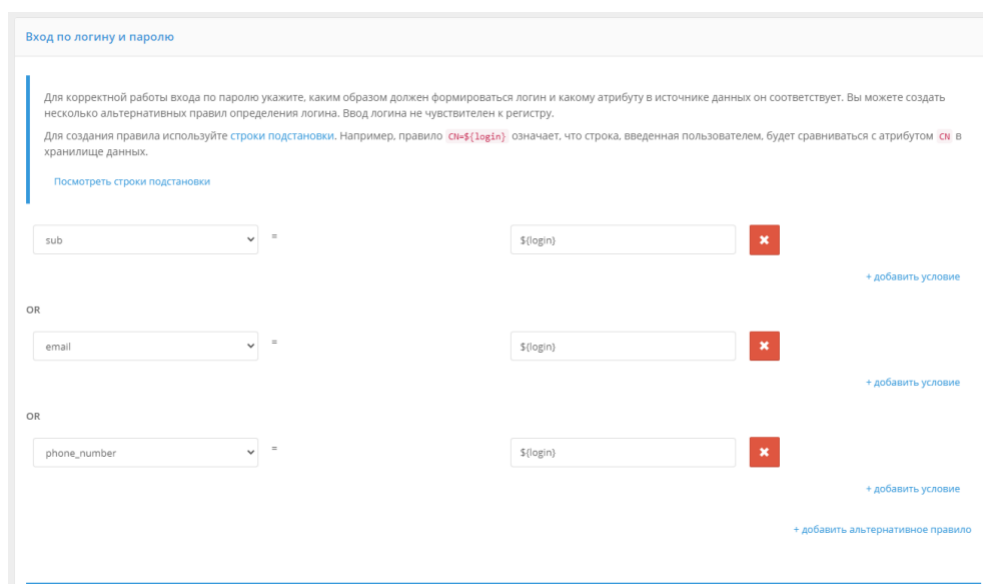 Вход по логину и паролю
Для корректной работы входа по паролю укажите, каким образом должен формироваться логин и какому атрибуту в источнике данных он соответствует. Вы можете создать
несколько альтернативных правил определения логина. Ввод логина не чувствителен к регистру.
Для создания правила используйте строки подстановки. Например, правило CN=${login} означает, что строка, введенная пользователем, будет сравниваться с атрибутом CN в
хранилище данных.
Посмотреть строки подстановки
sub = ${login}
+ добавить условие
OR
email = ${login}
+ добавить условие
OR
phone_number = ${login}
+ добавить условие
+ добавить альтернативное правило